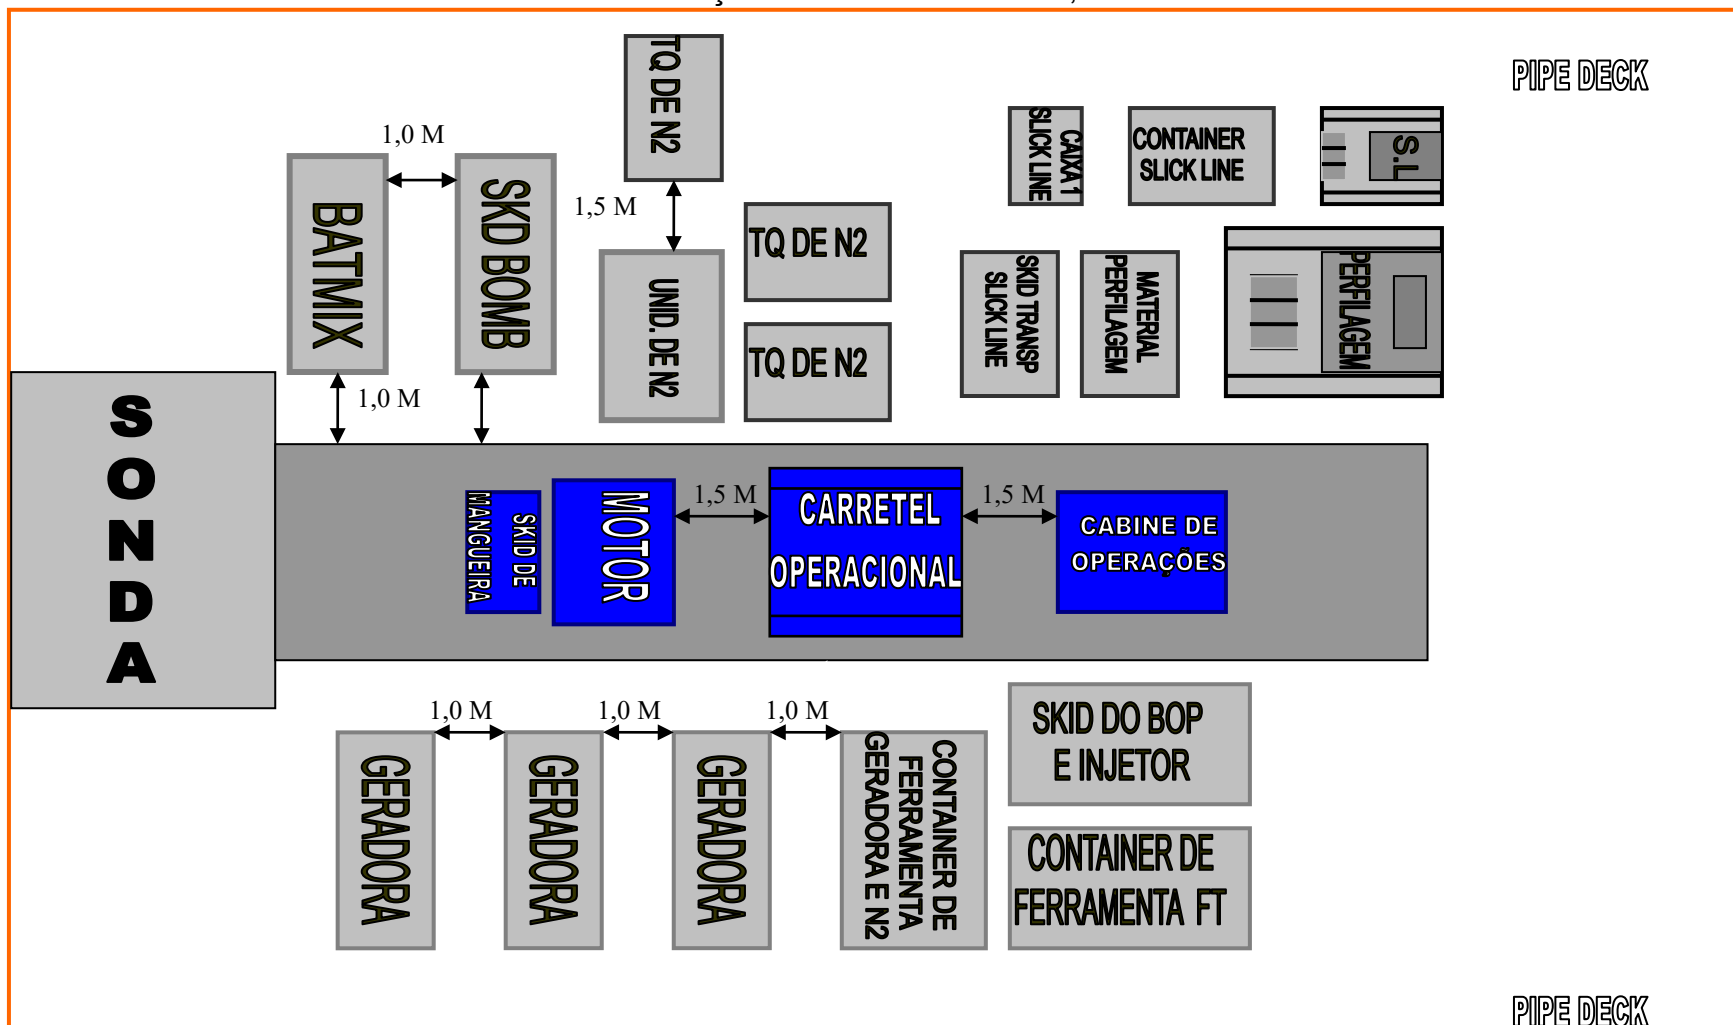 PIPE DECK
TQ DE N2
1,0 M
BATMIX
SKD BOMB
1,5 M
UNID. DE N2
TQ DE N2
TQ DE N2
CAIXA 1
SLICK LINE
CONTAINER
SLICK LINE
S.L
SKID TRANSP
SLICK LINE
MATERIAL
PERFILAGEM
PERFILAGEM
1,0 M
SONDA
SKID DE
MANGUEIRA
MOTOR
1,5 M
CARRETEL
OPERACIONAL
1,5 M
CABINE DE
OPERAÇÕES
1,0 M
1,0 M
1,0 M
GERADORA
GERADORA
GERADORA
CONTAINER DE
FERRAMENTA
GERADORA E N2
SKID DO BOP
E INJETOR
CONTAINER DE
FERRAMENTA FT
PIPE DECK